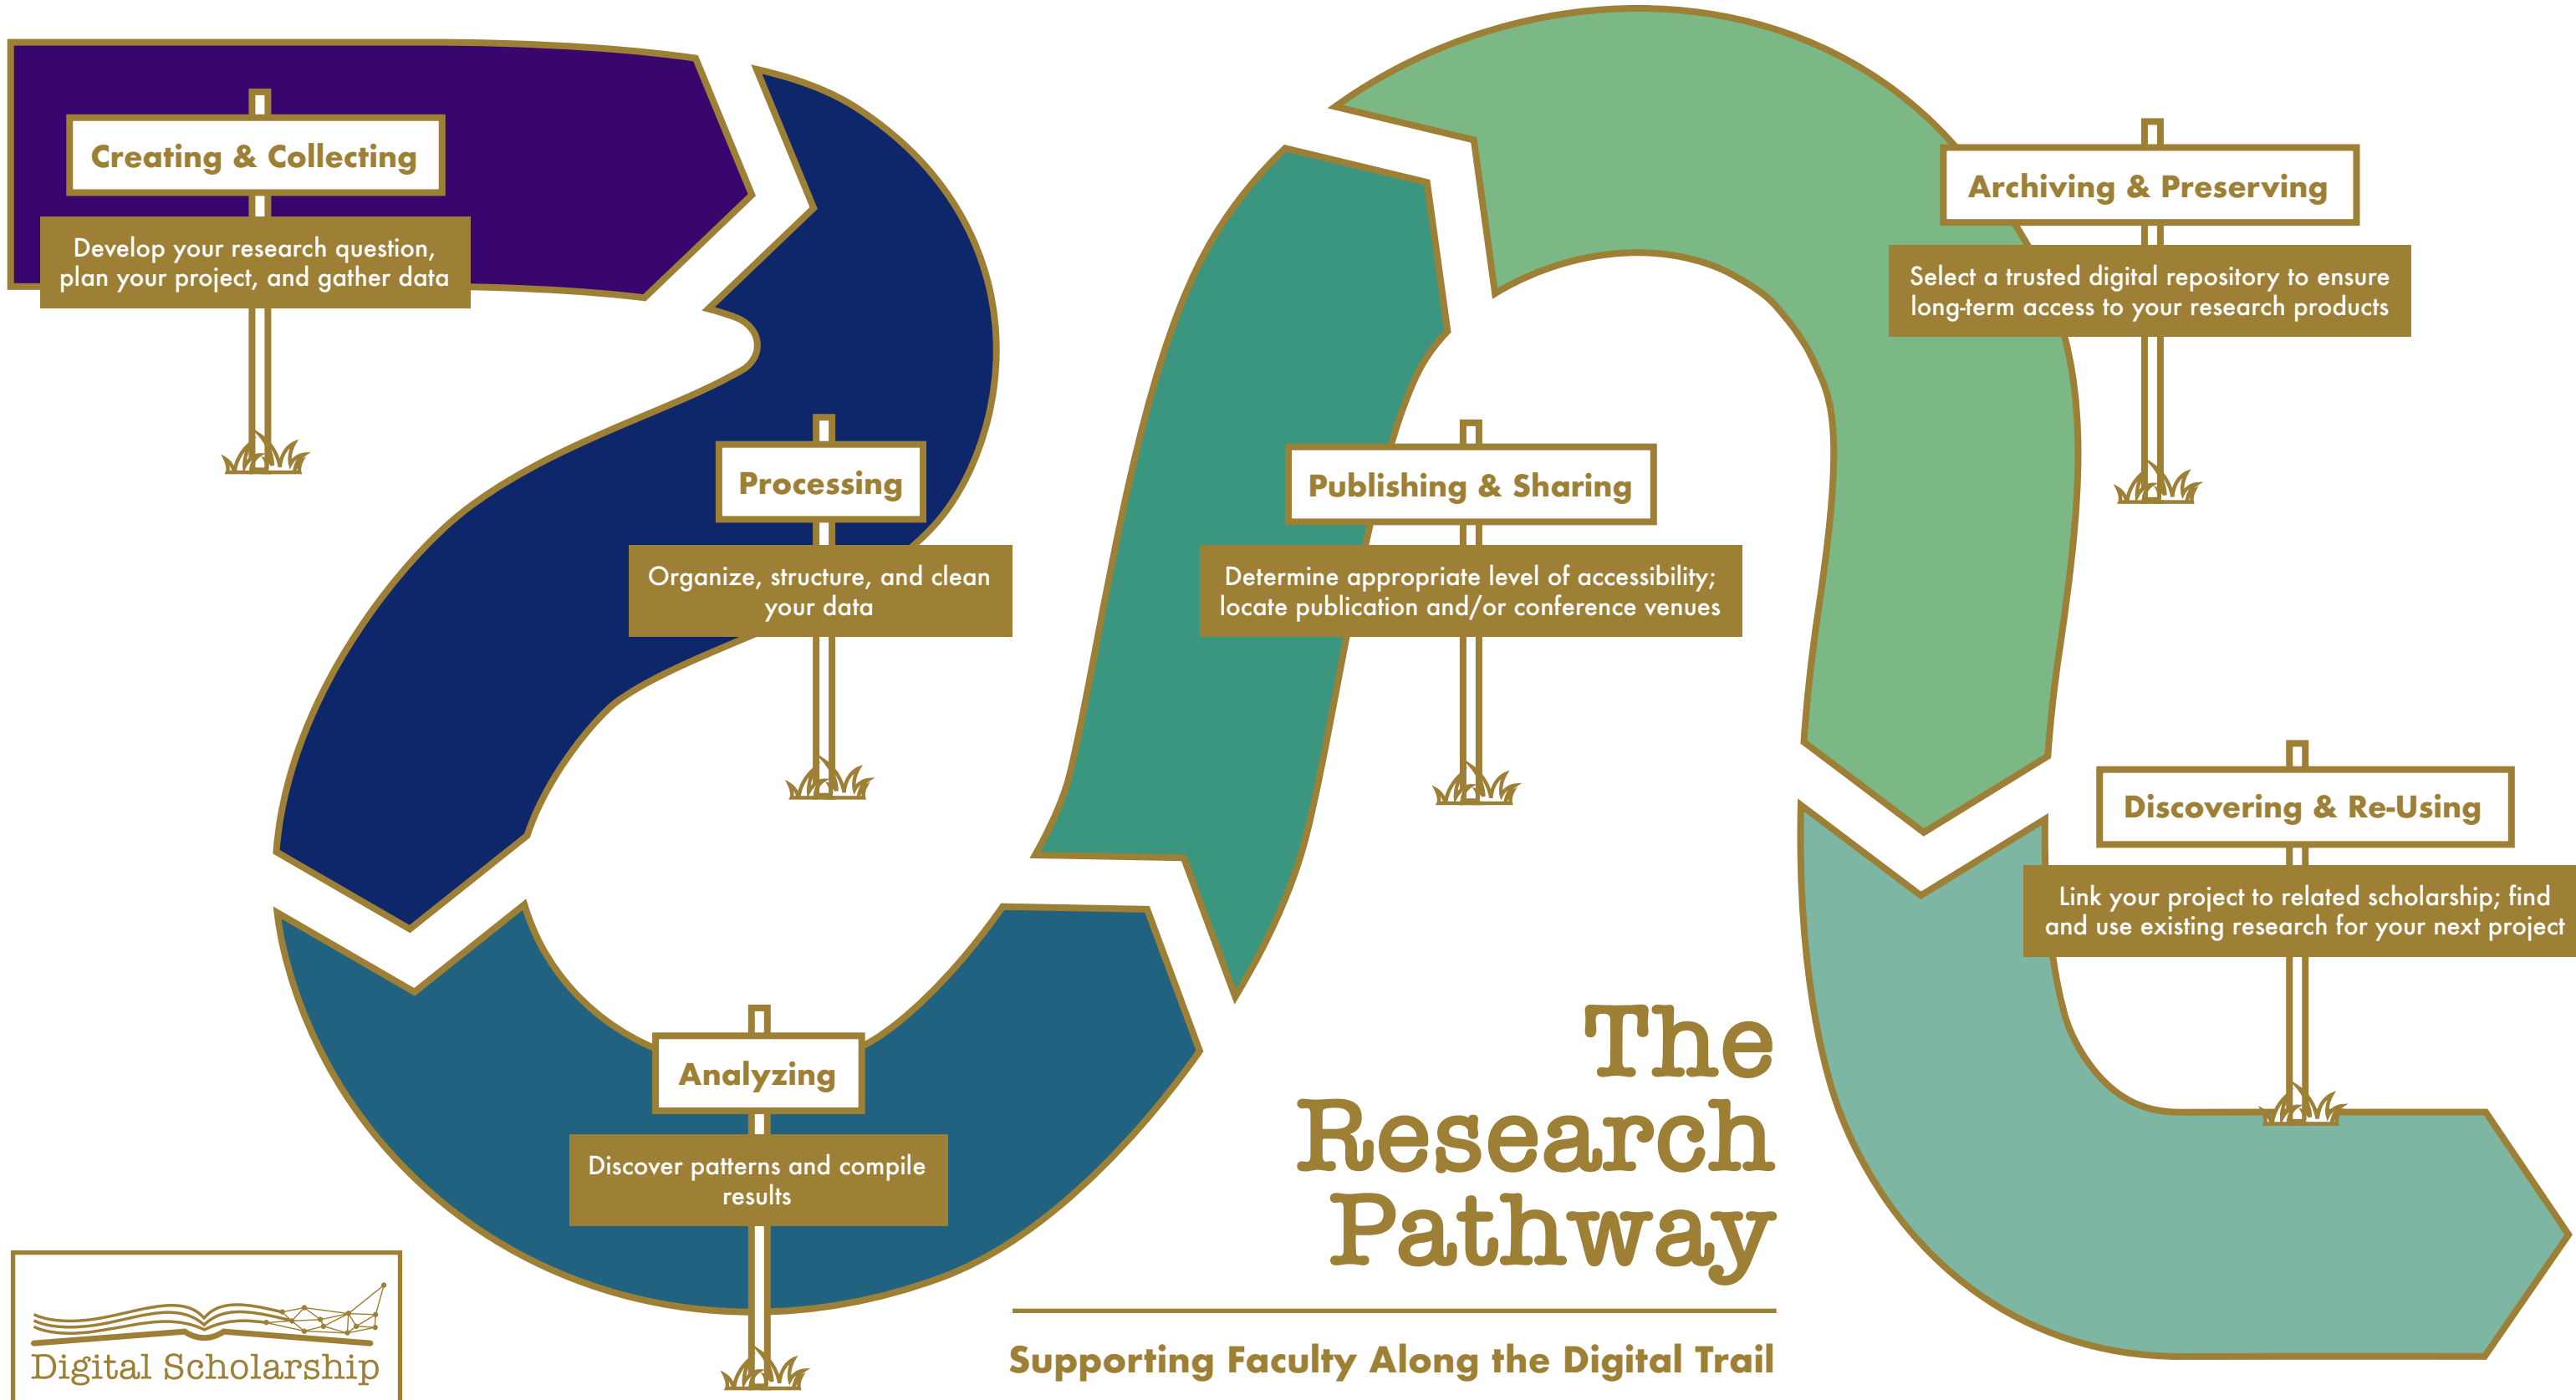 Creating & Collecting
Develop your research question,
plan your project, and gather data
Processing
Organize, structure, and clean
your data
Analyzing
Discover patterns and compile
results
Publishing & Sharing
Determine appropriate level of accessibility;
locate publication and/or conference venues
Archiving & Preserving
Select a trusted digital repository to ensure
long-term access to your research products
Discovering & Re-Using
Link your project to related scholarship; find
and use existing research for your next project
The
Research
Pathway
Supporting Faculty Along the Digital Trail
Digital Scholarship